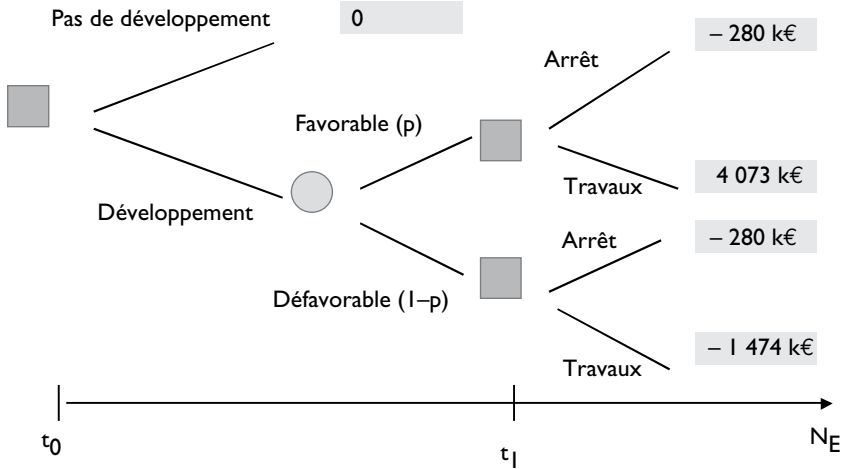 Pas de développement
0
– 280 k€
Arrêt
Favorable (p)
Travaux
4 073 k€
Développement
Arrêt
– 280 k€
Défavorable (1–p)
– 1 474 k€
Travaux
t0
t1
NE